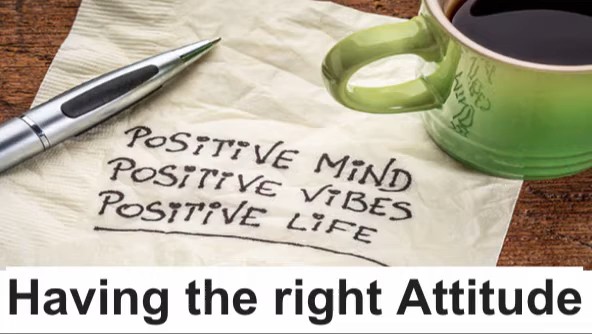 POSITIVE MIND
POSITIVE VIBES
POSITIVE LIFE
Having the right Attitude